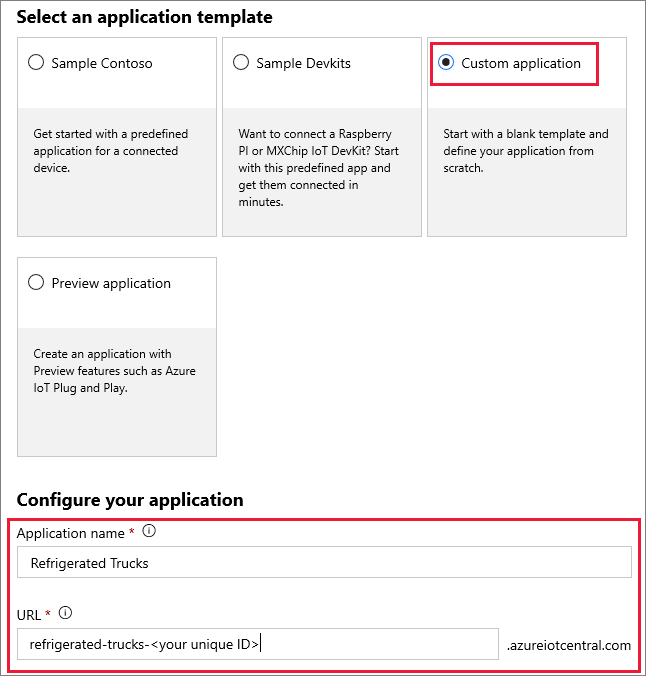 Select an application template
Sample Contoso
Get started with a predefined
application for a connected
device.
Sample Devkits
Want to connect a Raspberry
PI or MXChip IoT DevKit? Start
with this predefined app and
get them connected in
minutes.
Custom application
Start with a blank template and
define your application from
scratch.
Preview application
Create an application with
Preview features such as Azure
IoT Plug and Play.
Configure your application
Application name *
Refrigerated Trucks
URL *
refrigerated-trucks-<your unique ID> .azureiotcentral.com